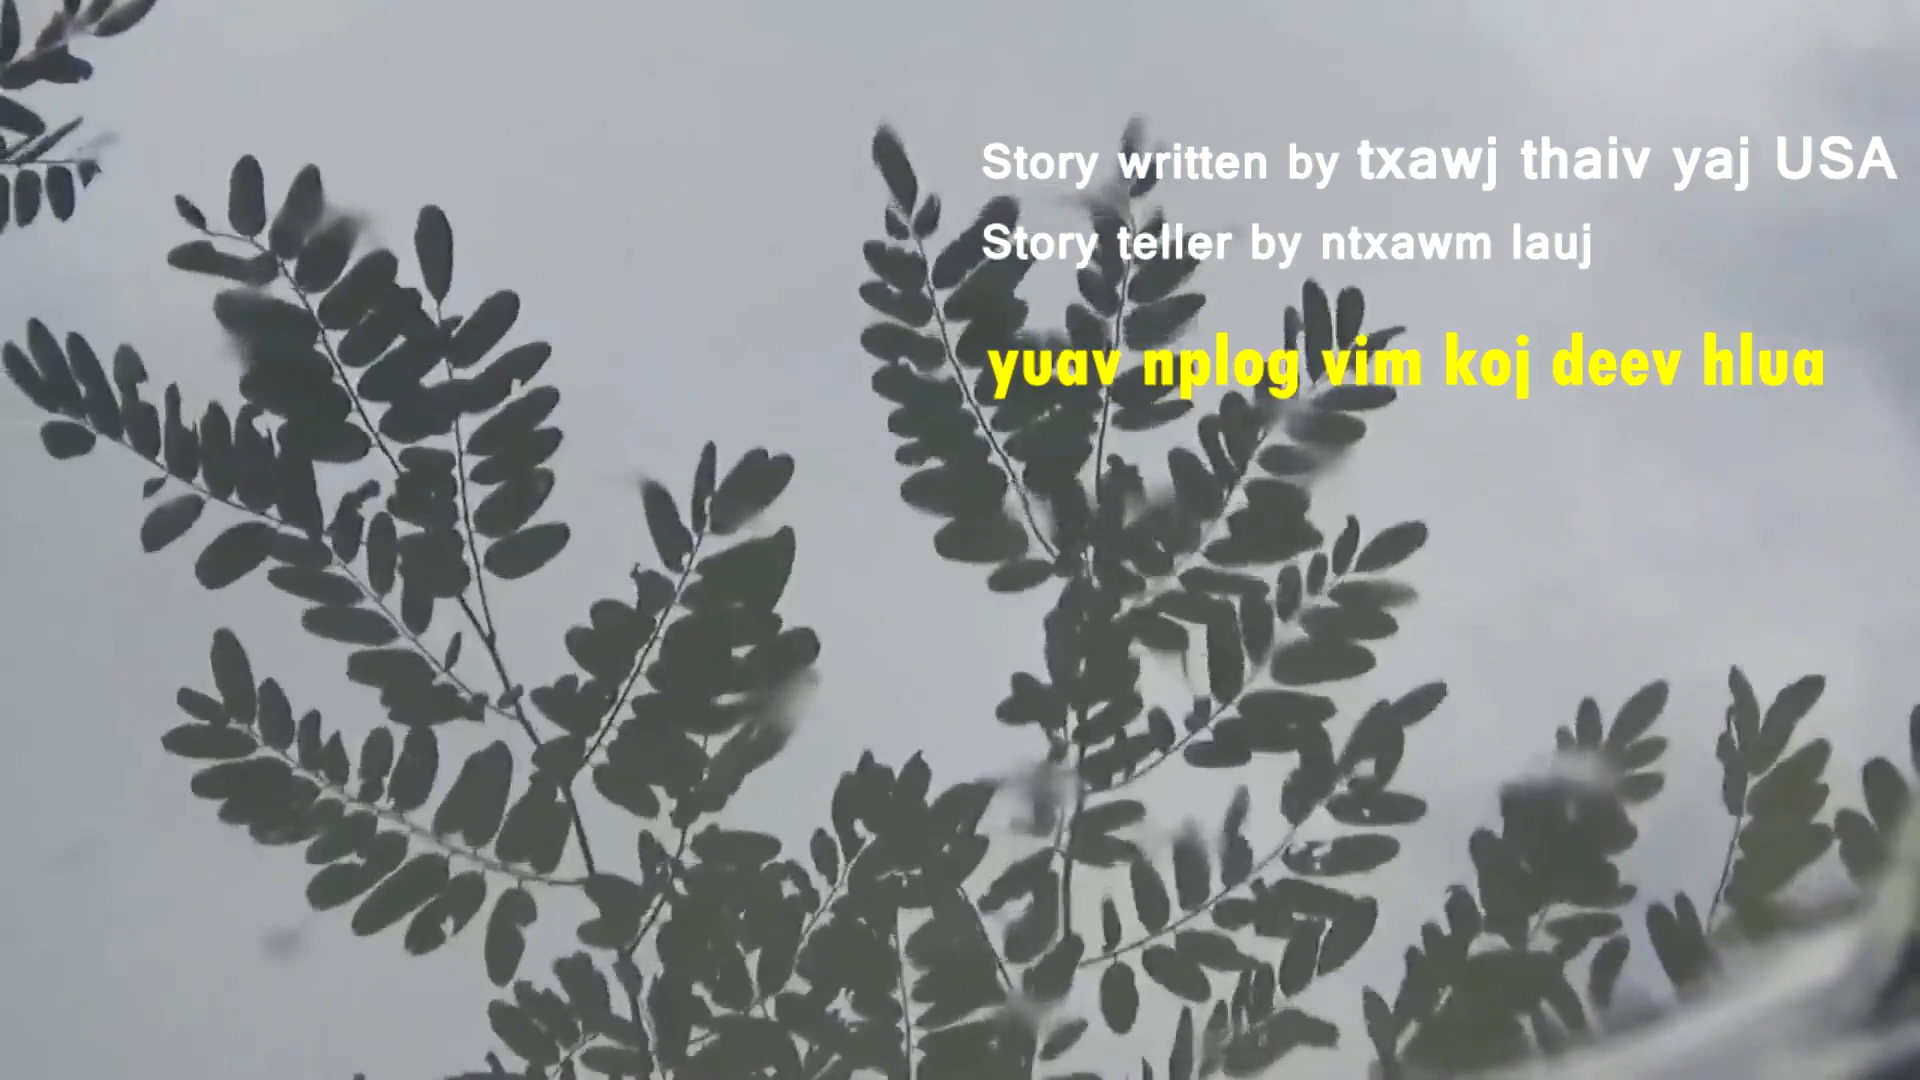 Story written by txawj thaiv yaj USA
Story teller by ntxawm lauj
yuav nplog vim koj deev hlua